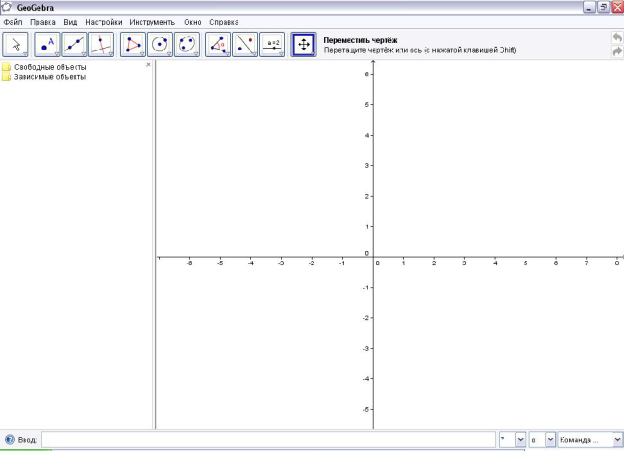 GeoGebra
Файл Правка Вид Настройки Инструменты Окно Справка
A
a=2
Переместить чертёж
Перетащите чертёж или ось (с нажатой клавишей Shift)
Свободные объекты
Зависимые объекты
6
5
4
3
2
1
0
-6 -5 -4 -3 -2 -1 0 1 2 3 4 5 6 7 8
-1
-2
-3
-4
-5
Ввод:
Команда ...